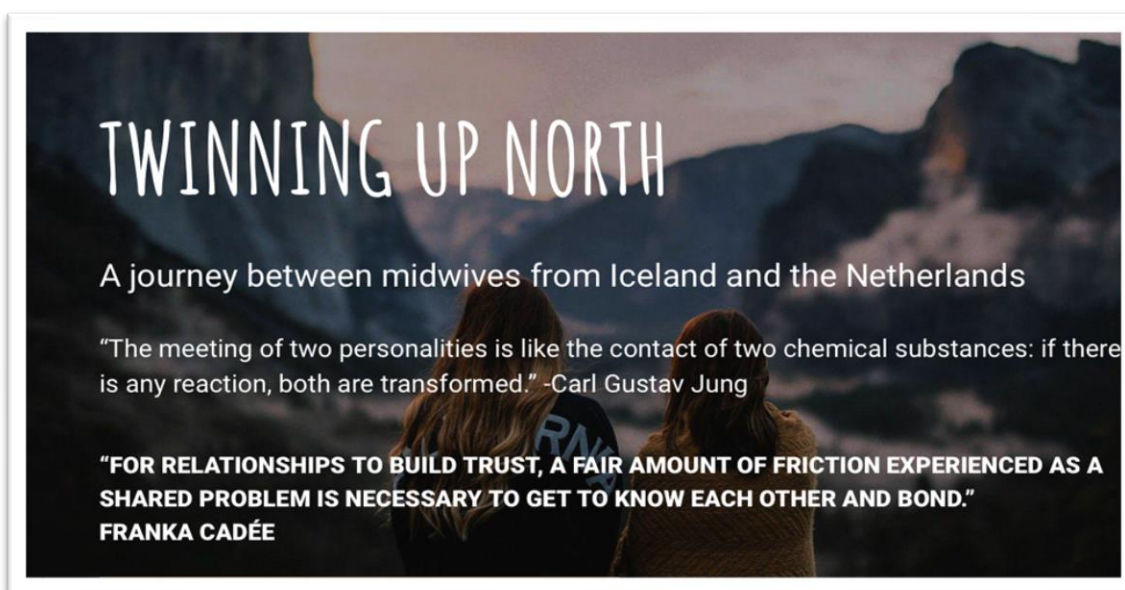 TWINNING UP NORTH
A journey between midwives from Iceland and the Netherlands
“The meeting of two personalities is like the contact of two chemical substances: if there
is any reaction, both are transformed.” -Carl Gustav Jung
“FOR RELATIONSHIPS TO BUILD TRUST, A FAIR AMOUNT OF FRICTION EXPERIENCED AS A
SHARED PROBLEM IS NECESSARY TO GET TO KNOW EACH OTHER AND BOND.”
FRANKA CADÉE
RNIA